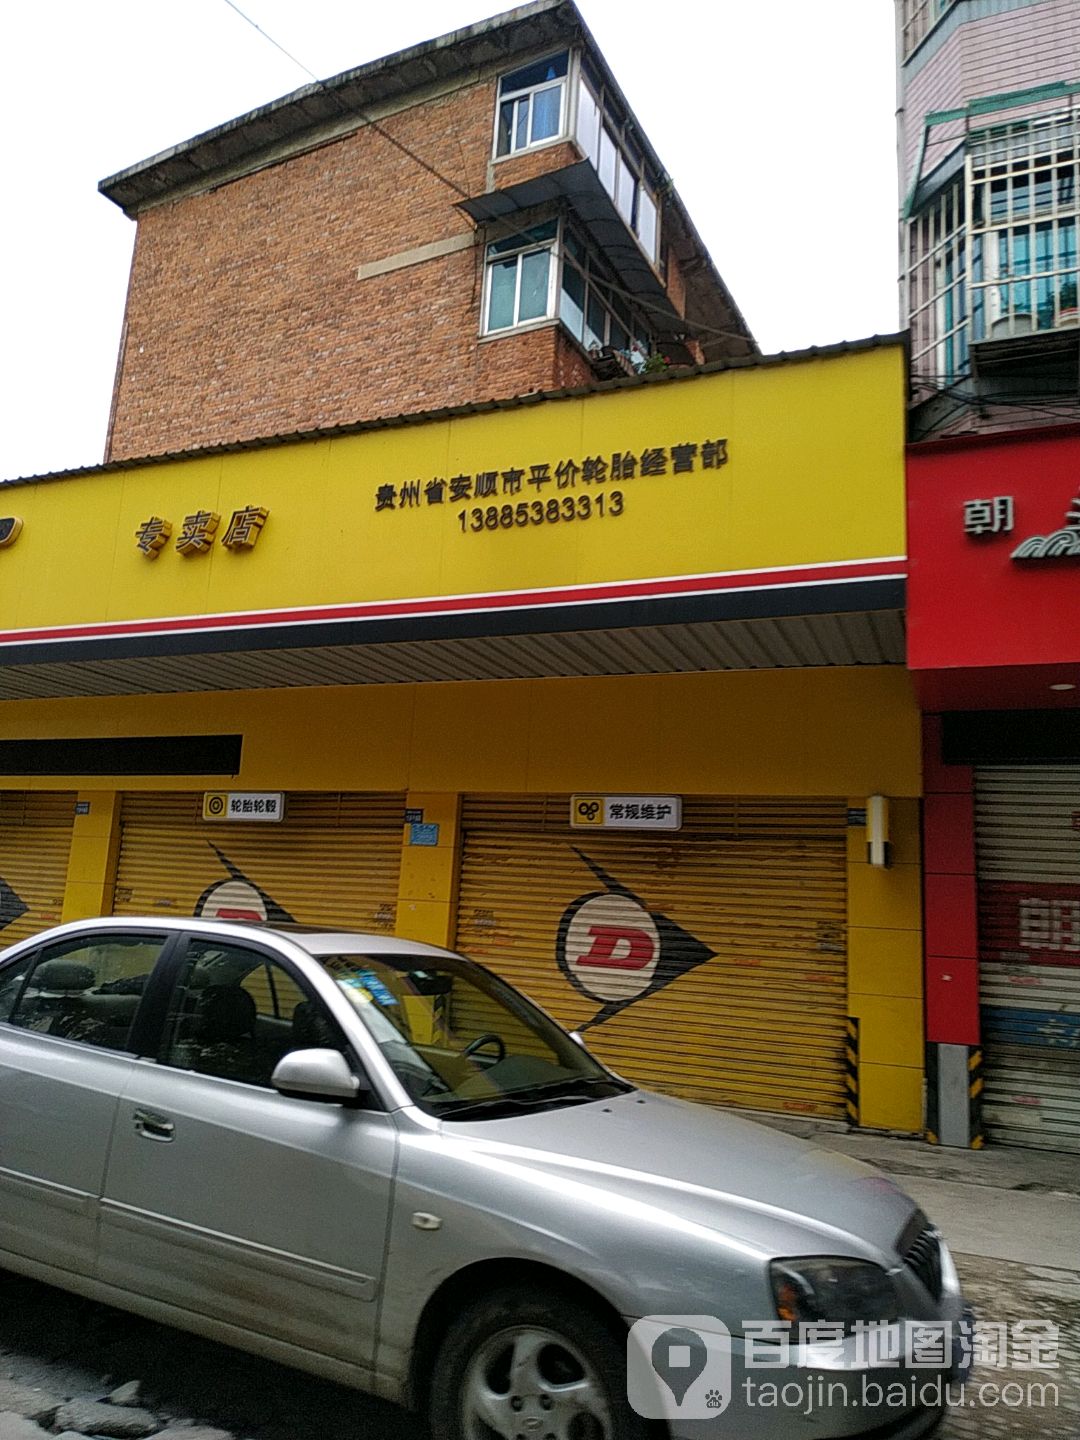 专卖店
贵州省安顺市平价轮胎经营部
13885383313
朝
轮胎轮毂
常规维护
D
D
朝
百度地图淘金
taojin.baidu.com